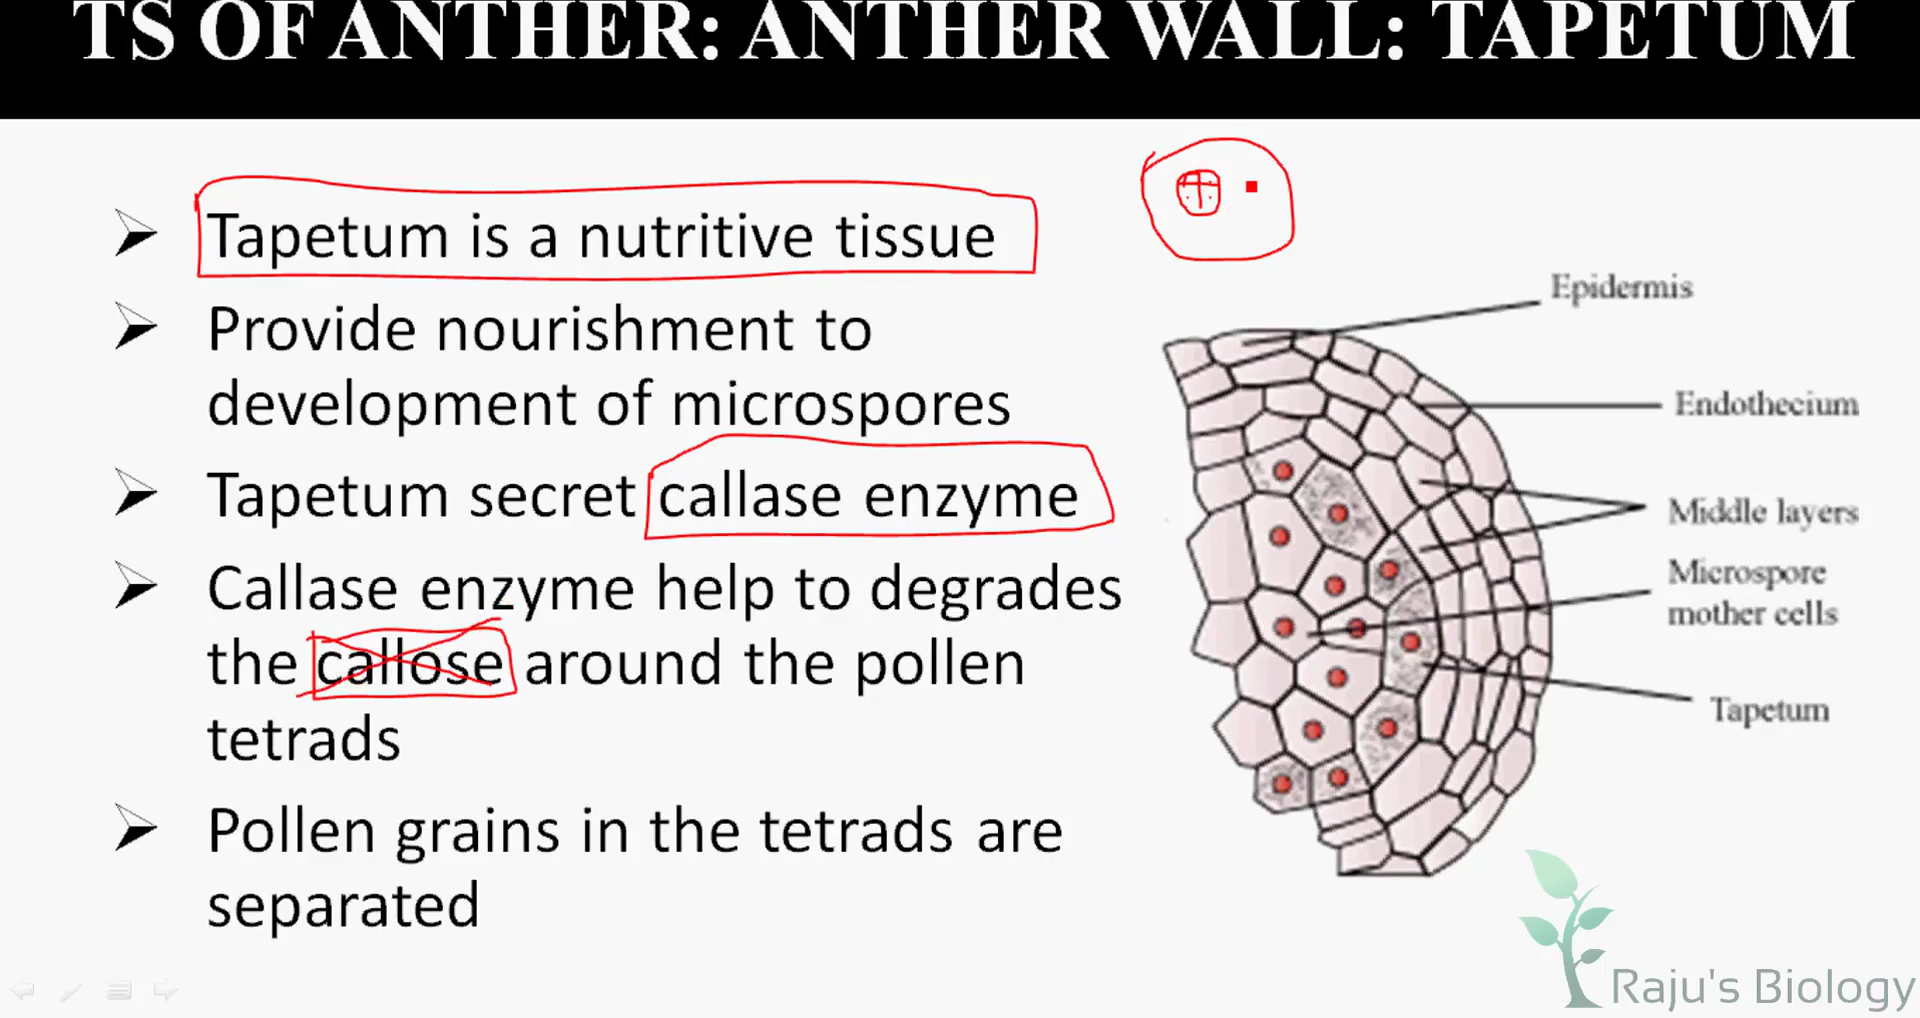 TS OF ANTHER: ANTHER WALL: TAPETUM
Tapetum is a nutritive tissue
Provide nourishment to
development of microspores
Tapetum secret callase enzyme
Callase enzyme help to degrades
the callose around the pollen
tetrads
Pollen grains in the tetrads are
separated
Epidermis
Endothecium
Middle layers
Microspore
mother cells
Tapetum
Raju's Biology